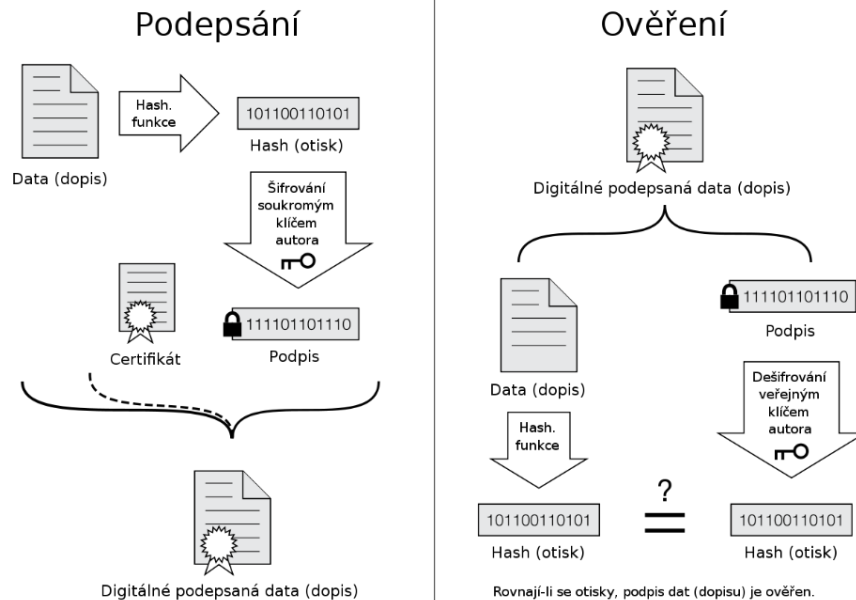 Podepsání
Hash.
funkce
101100110101
Hash (otisk)
Data (dopis)
Šifrování
soukromým
klíčem
autora
111101101110
Certifikát
Podpis
Digitálné podepsaná data (dopis)
Ověření
Digitálné podepsaná data (dopis)
111101101110
Podpis
Data (dopis)
Dešifrování
veřejným
klíčem
autora
Hash.
funkce
?
=
101100110101
101100110101
Hash (otisk)
Hash (otisk)
Rovnají-li se otisky, podpis dat (dopisu) je ověřen.